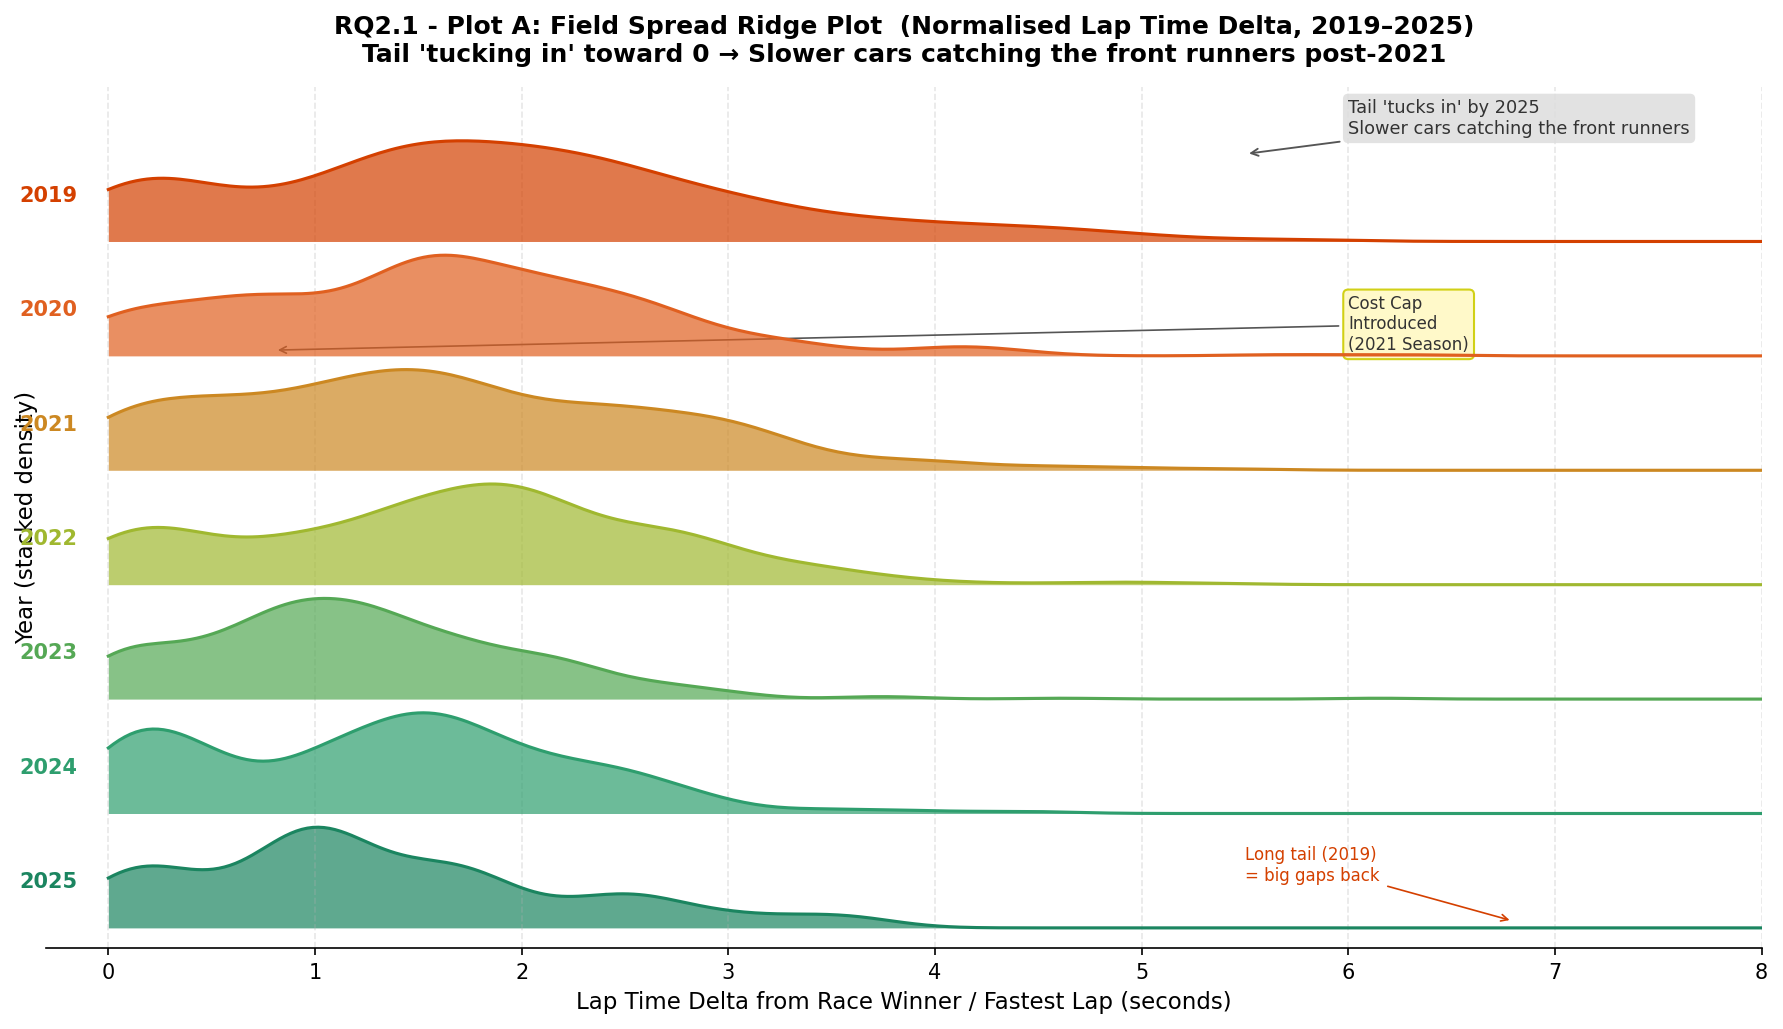 RQ2.1 - Plot A: Field Spread Ridge Plot  (Normalised Lap Time Delta, 2019–2025)
Tail 'tucking in' toward 0 → Slower cars catching the front runners post-2021
Tail 'tucks in' by 2025
Slower cars catching the front runners
2019
2020
Cost Cap
Introduced
(2021 Season)
2021
Year (stacked density)
2022
2023
2024
2025
Long tail (2019)
= big gaps back
0 1 2 3 4 5 6 7 8
Lap Time Delta from Race Winner / Fastest Lap (seconds)